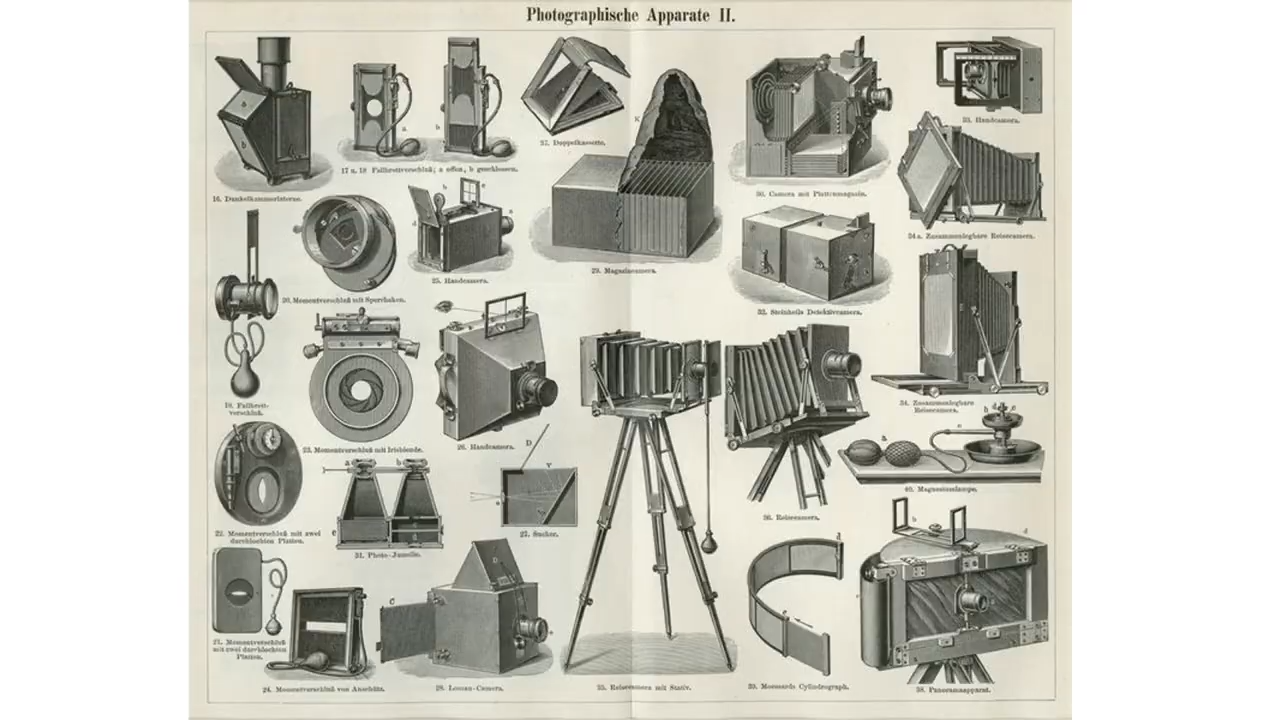 Photographische Apparate II.
16. Dunkelkammerlaterne.
17 u. 18 Fallbrettverschluß; a offen, b geschlossen.
37. Doppelkassette.
29. Magazincamera.
30. Camera mit Plattenmagazin.
33. Handcamera.
34a. Zusammenlegbare Reisecamera.
19. Fallbrett-
verschluß.
20. Momentverschluß mit Sperrhaken.
25. Handcamera.
32. Steinheils Detektivcamera.
34. Zusammenlegbare
Reisecamera.
23. Momentverschluß mit Irisblende.
26. Handcamera.
22. Momentverschluß mit zwei
durchlochten Platten.
31. Photo-Jumelle.
27. Sucher.
36. Reisecamera.
40. Magnesiumlampe.
21. Momentverschluß
mit zwei durchlochten
Platten.
24. Momentverschluß von Anschütz.
28. Loman-Camera.
35. Reisecamera mit Stativ.
39. Moessards Cylindrograph.
38. Panoramaapparat.